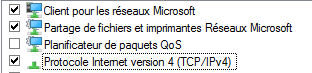 Client pour les réseaux Microsoft
Partage de fichiers et imprimantes Réseaux Microsoft
Planificateur de paquets QoS
Protocole Internet version 4 (TCP/IPv4)